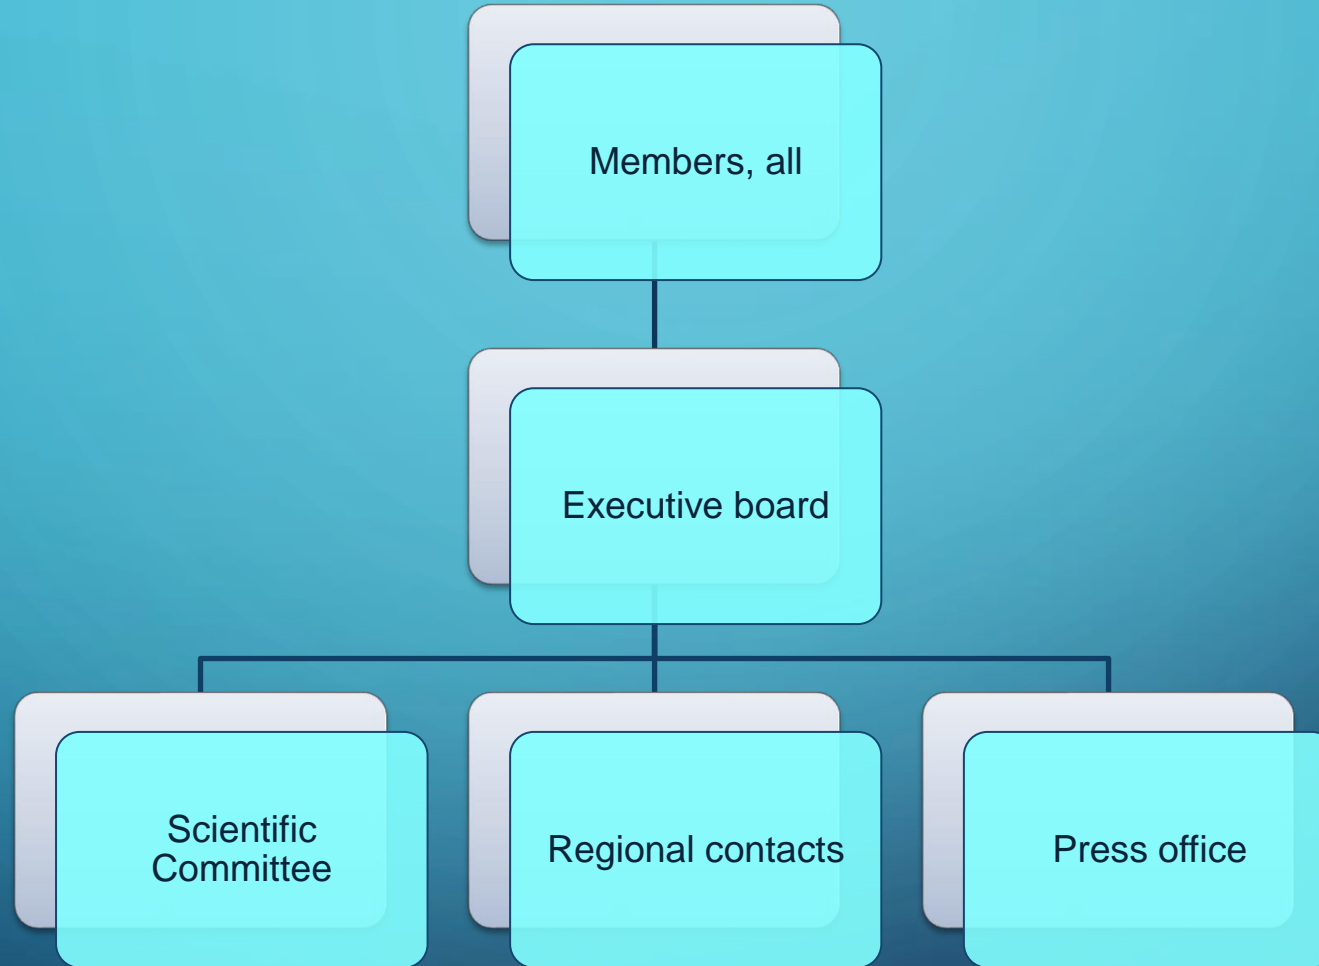 Members, all
Executive board
Scientific
Committee
Regional contacts
Press office